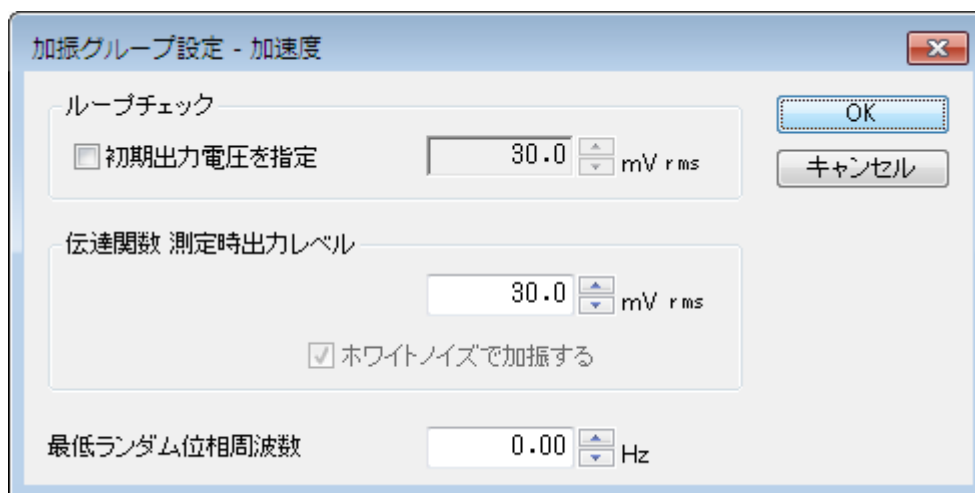 加振グループ設定 - 加速度
ループチェック
OK
初期出力電圧を指定 30.0 mV rms
キャンセル
伝達関数 測定時出力レベル
30.0 mV rms
ホワイトノイズで加振する
最低ランダム位相周波数 0.00 Hz